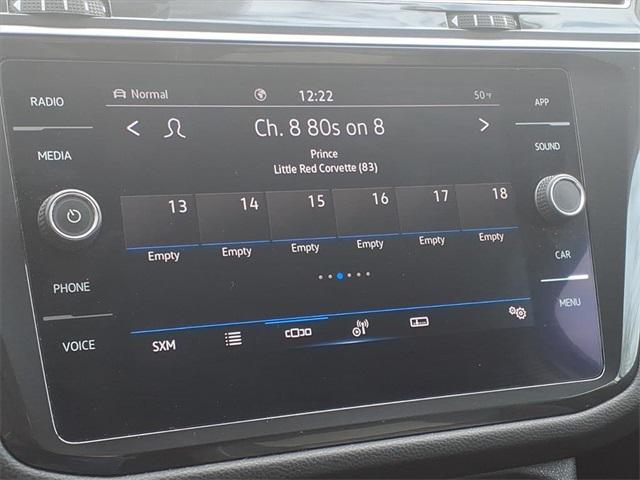 RADIO
MEDIA
PHONE
VOICE
Normal 12:22 50°F
Ch. 8 80s on 8
Prince
Little Red Corvette (83)
13 14 15 16 17 18
Empty Empty Empty Empty Empty Empty
SXM
APP
SOUND
CAR
MENU